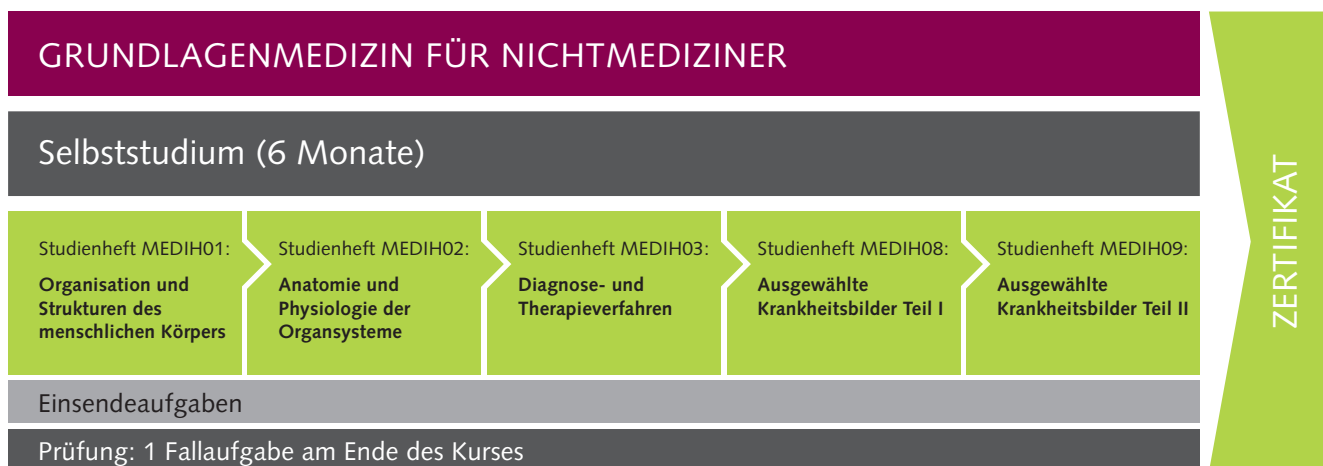 GRUNDLAGENMEDIZIN FÜR NICHTMEDIZINER
Selbststudium (6 Monate)
Studienheft MEDIH01:
Organisation und
Strukturen des
menschlichen Körpers
Studienheft MEDIH02:
Anatomie und
Physiologie der
Organsysteme
Studienheft MEDIH03:
Diagnose- und
Therapieverfahren
Studienheft MEDIH08:
Ausgewählte
Krankheitsbilder Teil I
Studienheft MEDIH09:
Ausgewählte
Krankheitsbilder Teil II
Einsendeaufgaben
Prüfung: 1 Fallaufgabe am Ende des Kurses
ZERTIFIKAT